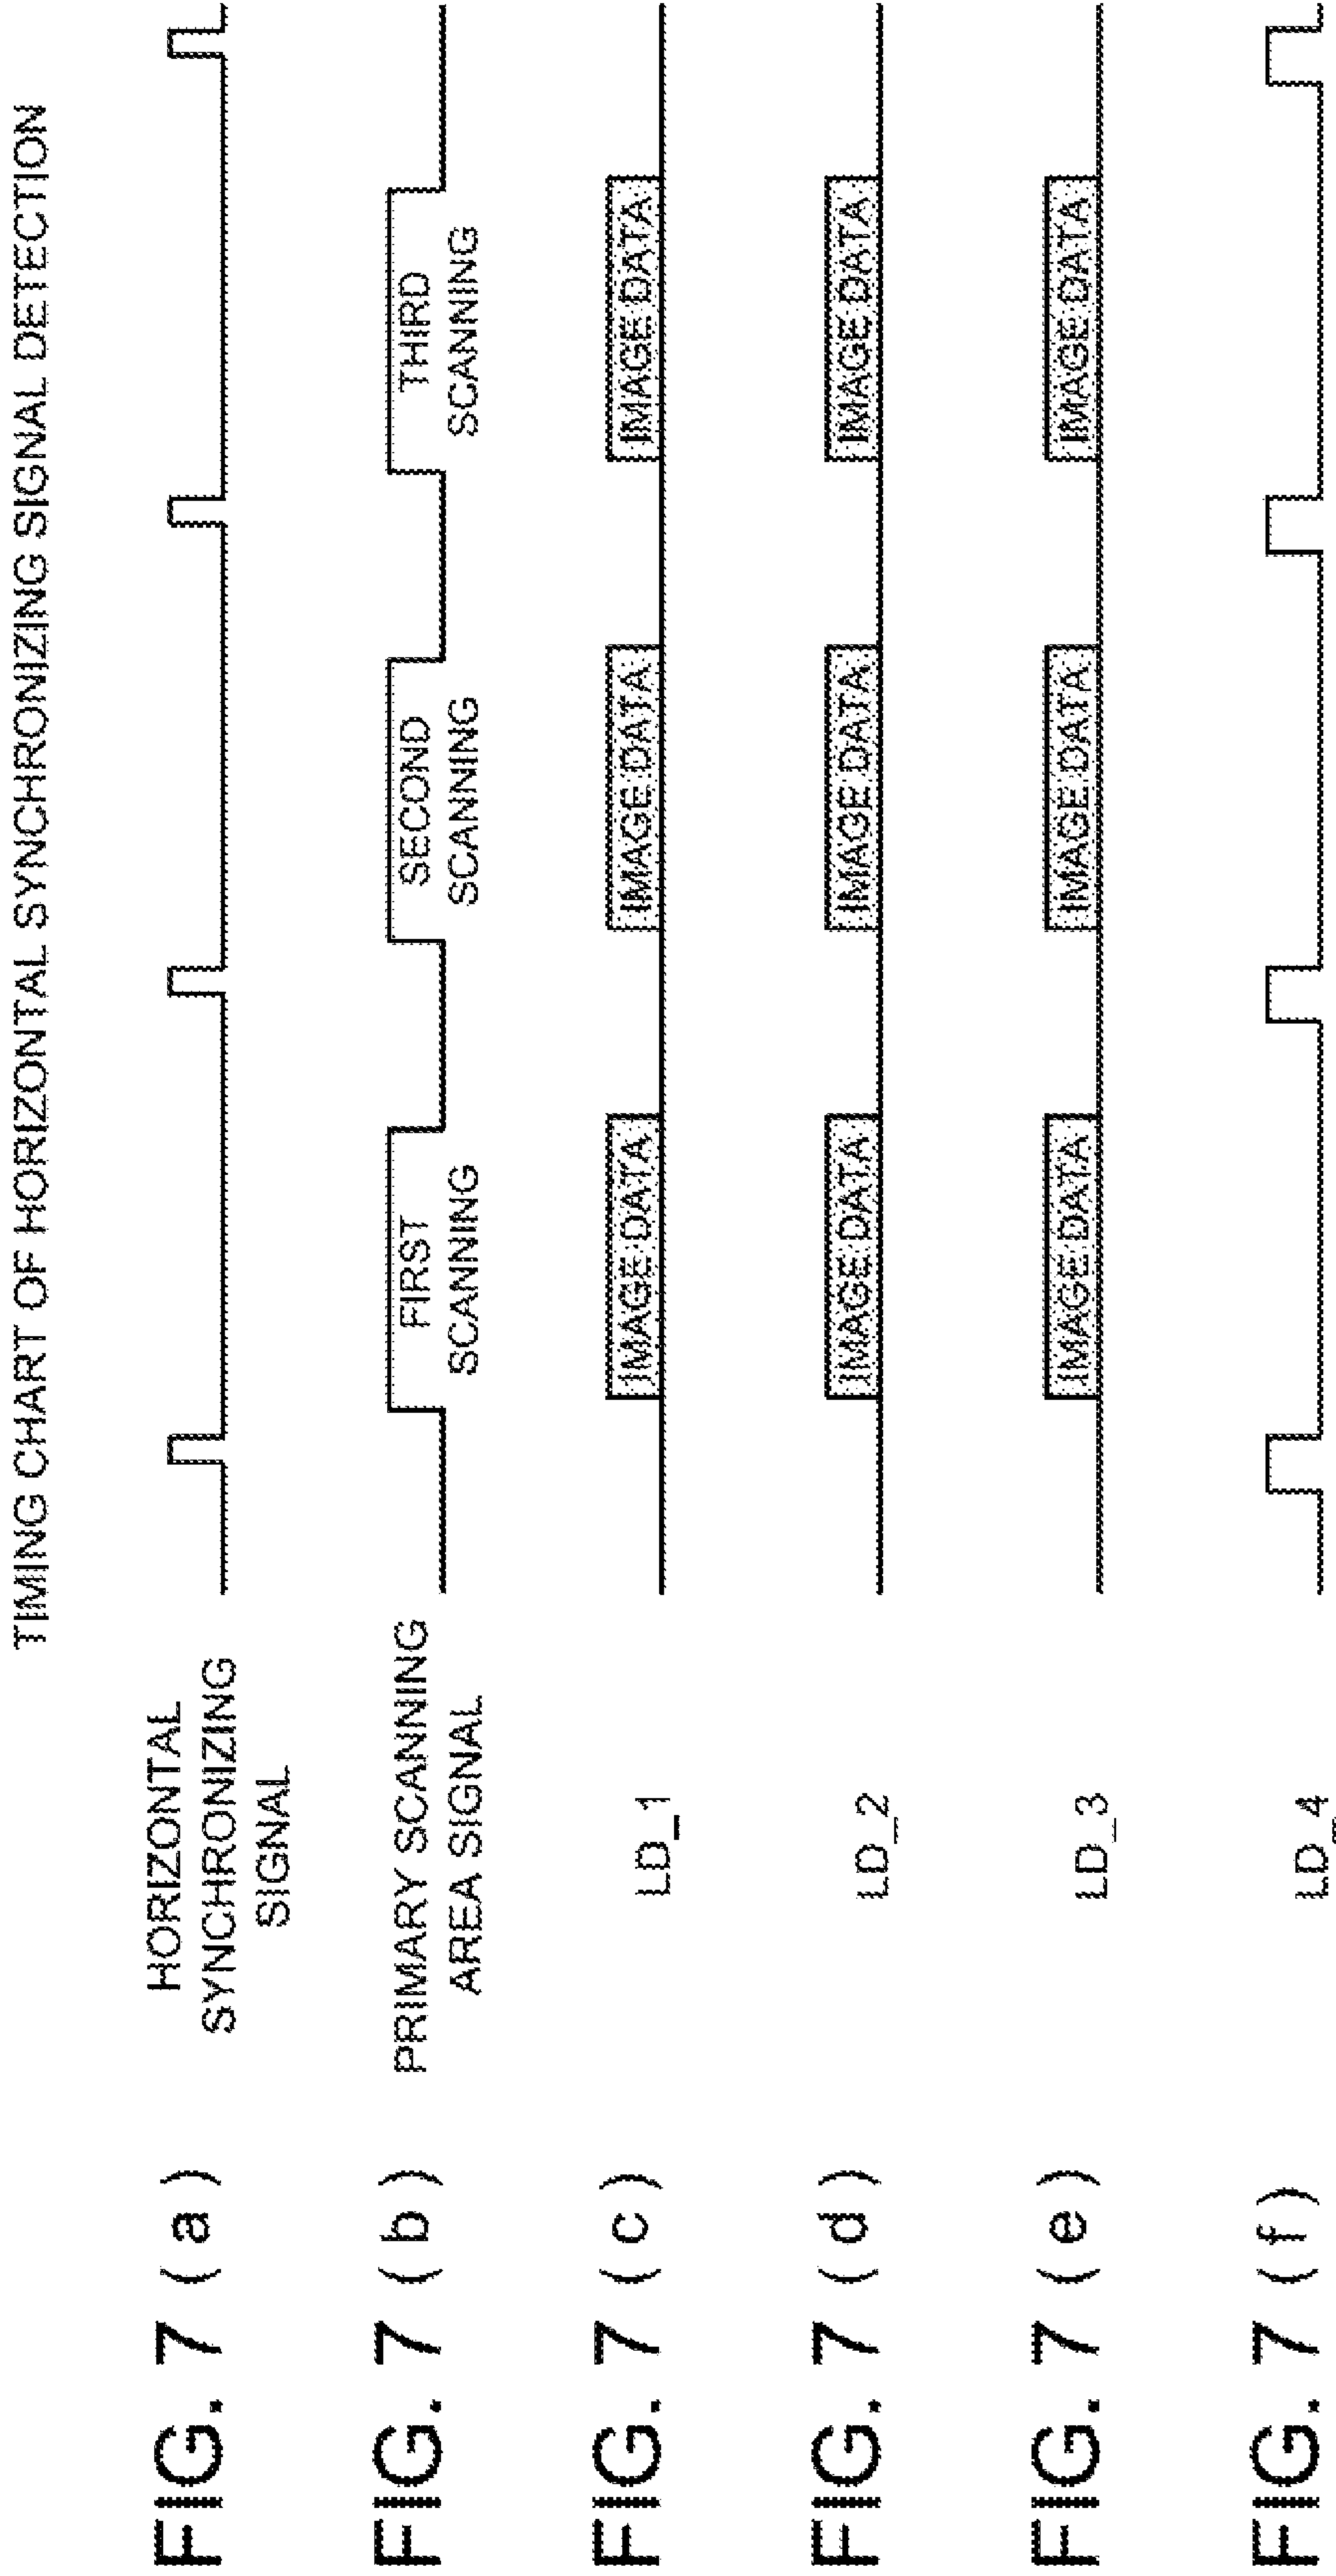 TIMING CHART OF HORIZONTAL SYNCHRONIZING SIGNAL DETECTION
FIG. 7 ( a )
HORIZONTAL
SYNCHRONIZING
SIGNAL
FIG. 7 ( b )
PRIMARY SCANNING
AREA SIGNAL
FIRST
SCANNING
SECOND
SCANNING
THIRD
SCANNING
FIG. 7 ( c )
LD_1
IMAGE DATA
IMAGE DATA
IMAGE DATA
FIG. 7 ( d )
LD_2
IMAGE DATA
IMAGE DATA
IMAGE DATA
FIG. 7 ( e )
LD_3
IMAGE DATA
IMAGE DATA
IMAGE DATA
FIG. 7 ( f )
LD_4